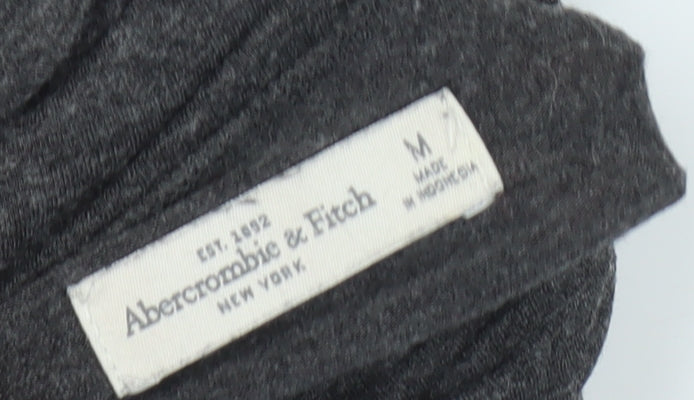 EST. 1892
Abercrombie & Fitch
NEW YORK
M
MADE
IN INDONESIA